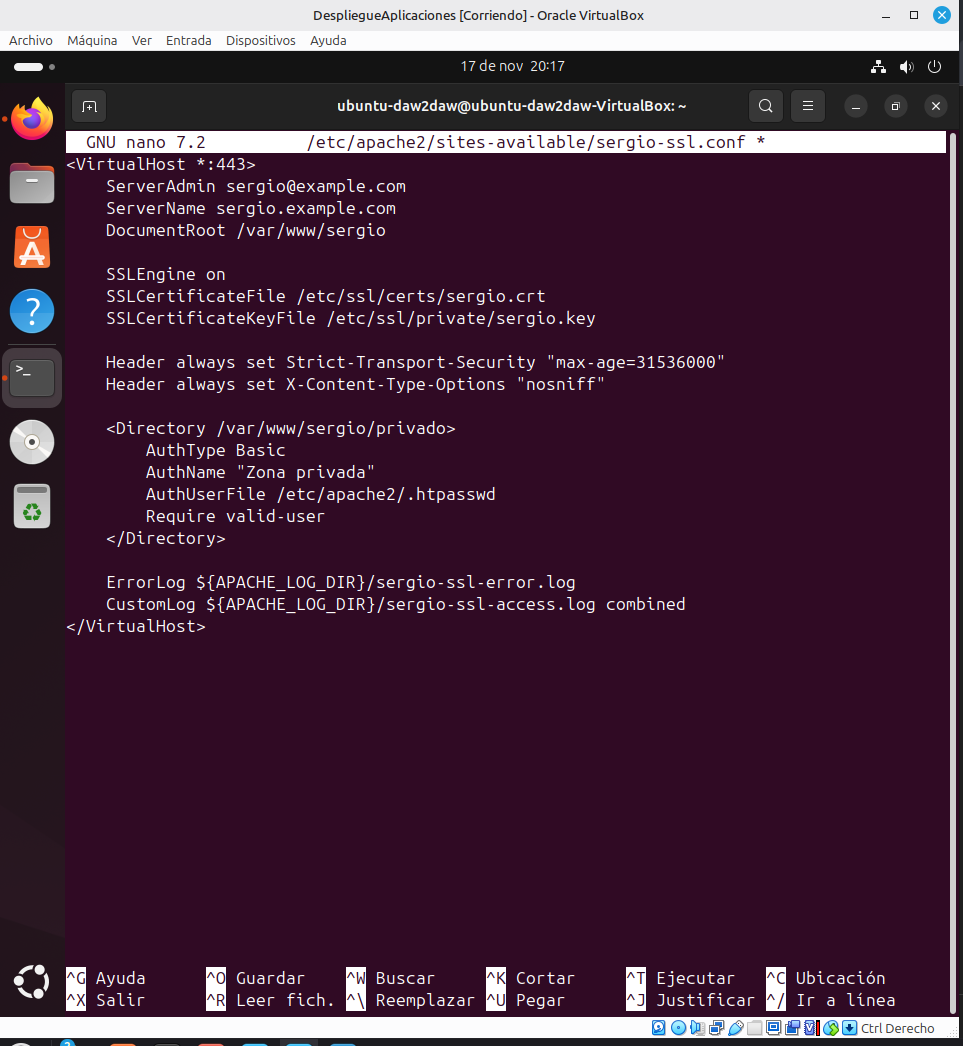 DespliegueAplicaciones [Corriendo] - Oracle VirtualBox
Archivo Máquina Ver Entrada Dispositivos Ayuda
17 de nov 20:17
ubuntu-daw2daw@ubuntu-daw2daw-VirtualBox: ~
GNU nano 7.2 /etc/apache2/sites-available/sergio-ssl.conf *
<VirtualHost *:443>
    ServerAdmin sergio@example.com
    ServerName sergio.example.com
    DocumentRoot /var/www/sergio
    SSLEngine on
    SSLCertificateFile /etc/ssl/certs/sergio.crt
    SSLCertificateKeyFile /etc/ssl/private/sergio.key
    Header always set Strict-Transport-Security "max-age=31536000"
    Header always set X-Content-Type-Options "nosniff"
    <Directory /var/www/sergio/privado>
        AuthType Basic
        AuthName "Zona privada"
        AuthUserFile /etc/apache2/.htpasswd
        Require valid-user
    </Directory>
    ErrorLog ${APACHE_LOG_DIR}/sergio-ssl-error.log
    CustomLog ${APACHE_LOG_DIR}/sergio-ssl-access.log combined
</VirtualHost>
^G Ayuda ^O Guardar ^W Buscar ^K Cortar ^T Ejecutar ^C Ubicación
^X Salir ^R Leer fich. ^\ Reemplazar ^U Pegar ^J Justificar ^/ Ir a línea
Ctrl Derecho